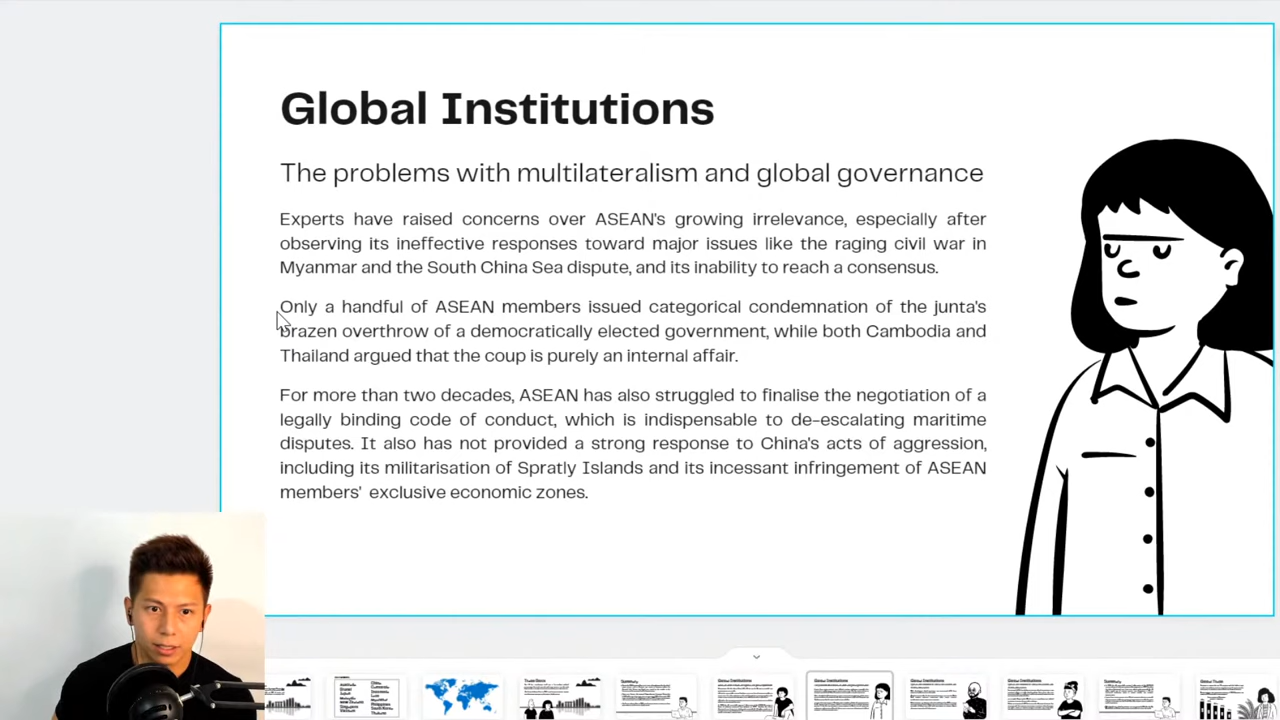 Global Institutions
The problems with multilateralism and global governance
Experts have raised concerns over ASEAN's growing irrelevance, especially after
observing its ineffective responses toward major issues like the raging civil war in
Myanmar and the South China Sea dispute, and its inability to reach a consensus.
Only a handful of ASEAN members issued categorical condemnation of the junta's
brazen overthrow of a democratically elected government, while both Cambodia and
Thailand argued that the coup is purely an internal affair.
For more than two decades, ASEAN has also struggled to finalise the negotiation of a
legally binding code of conduct, which is indispensable to de-escalating maritime
disputes. It also has not provided a strong response to China's acts of aggression,
including its militarisation of Spratly Islands and its incessant infringement of ASEAN
members' exclusive economic zones.